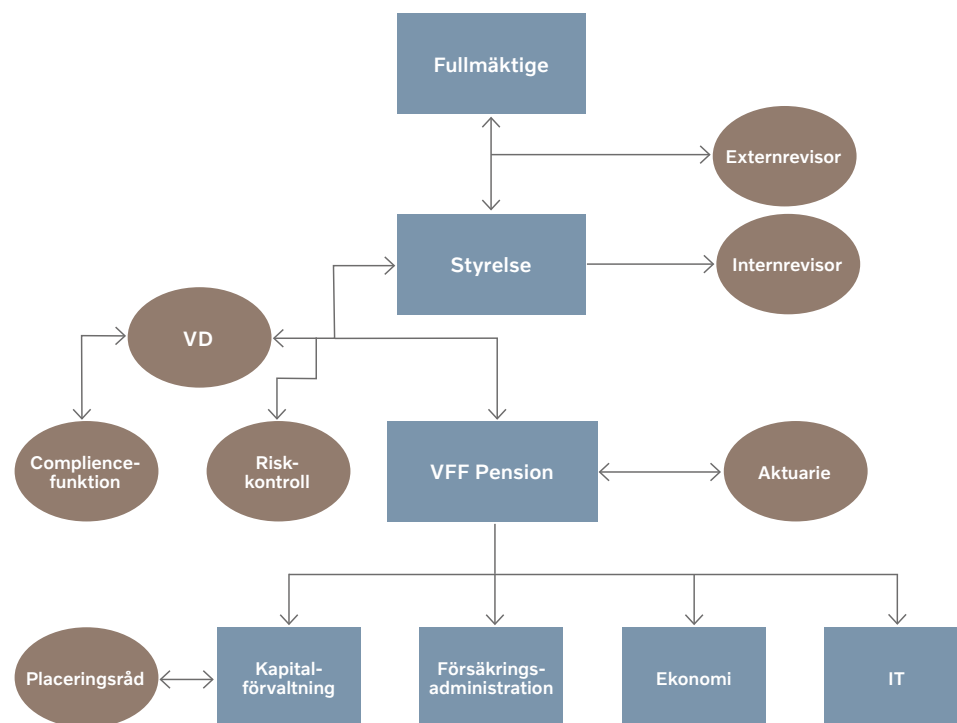 Fullmäktige
Externrevisor
Styrelse
Internrevisor
VD
Complience-
funktion
Risk-
kontroll
VFF Pension
Aktuarie
Placeringsråd
Kapital-
förvaltning
Försäkrings-
administration
Ekonomi
IT